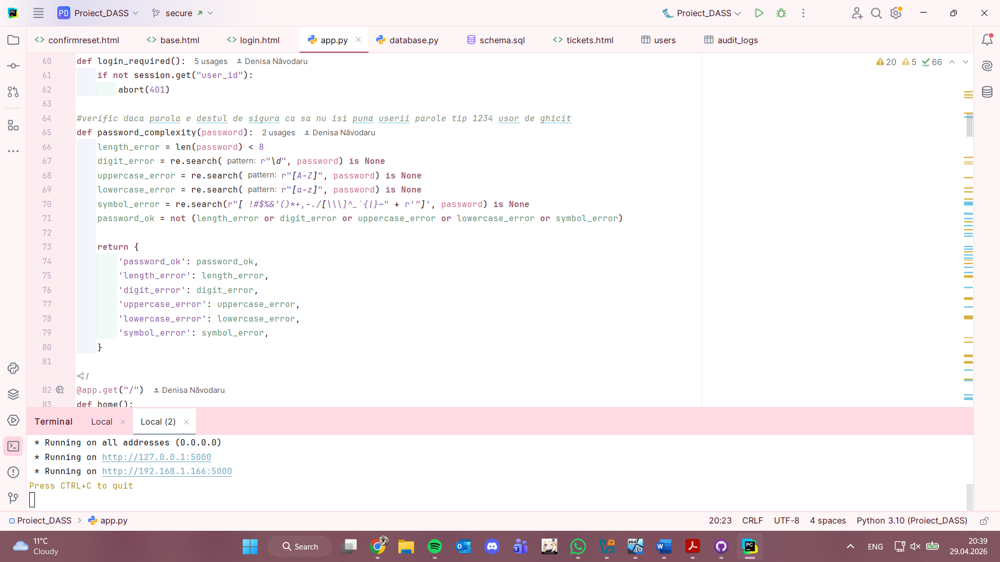 PD Proiect_DASS secure Proiect_DASS
confirmreset.html base.html login.html app.py database.py schema.sql tickets.html users audit_logs
60 def login_required(): 5 usages Denisa Năvodaru
20 5 66
61 if not session.get("user_id"):
62 abort(401)
63
64 #verific daca parola e destul de sigura ca sa nu isi puna userii parole tip 1234 usor de ghicit
65 def password_complexity(password): 2 usages Denisa Năvodaru
66 length_error = len(password) < 8
67 digit_error = re.search( pattern: r"\d", password) is None
68 uppercase_error = re.search( pattern: r"[A-Z]", password) is None
69 lowercase_error = re.search( pattern: r"[a-z]", password) is None
70 symbol_error = re.search(r"[ !#$%&'()*+,-./[\\\]^_`{|}~" + r'"]', password) is None
71 password_ok = not (length_error or digit_error or uppercase_error or lowercase_error or symbol_error)
72
73 return {
74 'password_ok': password_ok,
75 'length_error': length_error,
76 'digit_error': digit_error,
77 'uppercase_error': uppercase_error,
78 'lowercase_error': lowercase_error,
79 'symbol_error': symbol_error,
80 }
81
/
82 @app.get("/") Denisa Năvodaru
83 def home():
Terminal Local Local (2)
* Running on all addresses (0.0.0.0)
* Running on http://127.0.0.1:5000
* Running on http://192.168.1.166:5000
Press CTRL+C to quit
Proiect_DASS > app.py 20:23 CRLF UTF-8 4 spaces Python 3.10 (Proiect_DASS)
11°C
Cloudy
Search
ENG
20:39
29.04.2026